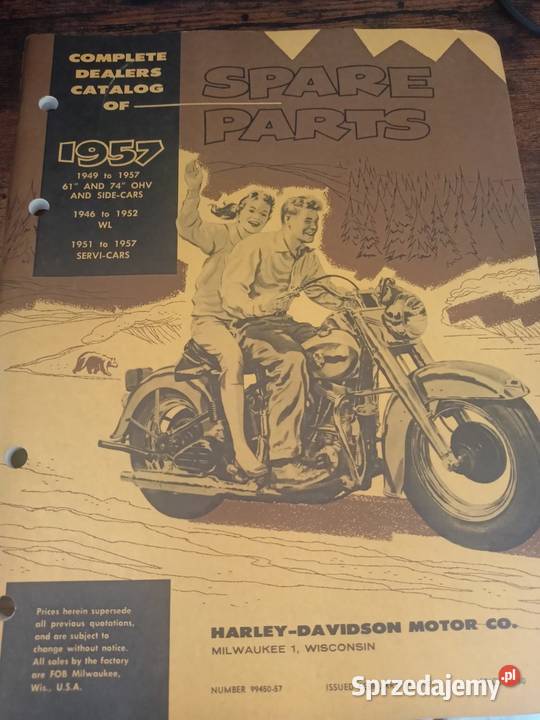 COMPLETE
DEALERS
CATALOG
OF
SPARE
PARTS
1957
1949 to 1957
61" AND 74" OHV
AND SIDE-CARS
1946 to 1952
WL
1951 to 1957
SERVI-CARS
Prices herein supersede
all previous quotations,
and are subject to
change without notice.
All sales by the factory
are FOB Milwaukee,
Wis., U.S.A.
HARLEY-DAVIDSON MOTOR CO.
MILWAUKEE 1, WISCONSIN
NUMBER 99450-57 ISSUED
Sprzedajemy.pl